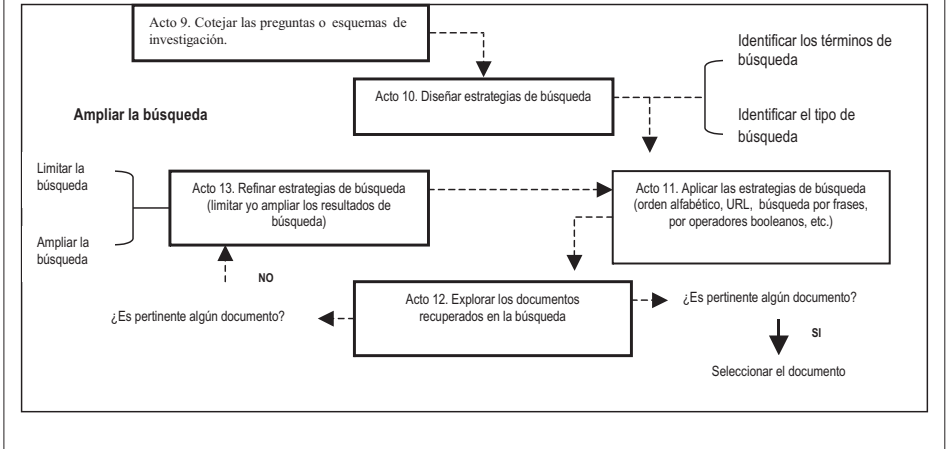 Acto 9. Cotejar las preguntas o esquemas de
investigación.
Identificar los términos de
búsqueda
Acto 10. Diseñar estrategias de búsqueda
Ampliar la búsqueda
Identificar el tipo de
búsqueda
Limitar la
búsqueda
Ampliar la
búsqueda
Acto 13. Refinar estrategias de búsqueda
(limitar yo ampliar los resultados de
búsqueda)
Acto 11. Aplicar las estrategias de búsqueda
(orden alfabético, URL, búsqueda por frases,
por operadores booleanos, etc.)
NO
¿Es pertinente algún documento?
Acto 12. Explorar los documentos
recuperados en la búsqueda
¿Es pertinente algún documento?
SI
Seleccionar el documento